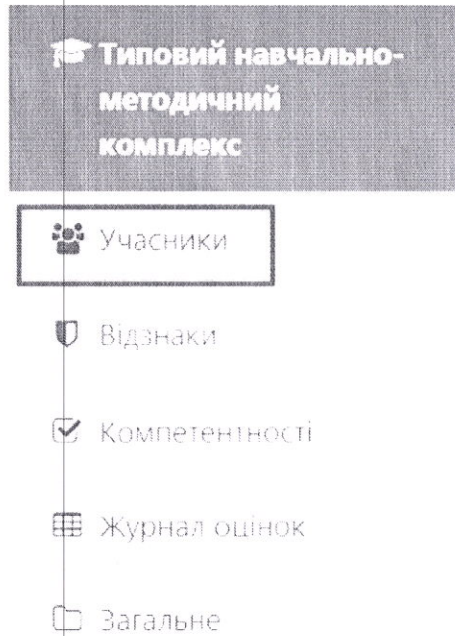 Типовий навчально-
методичний
комплекс
Учасники
Відзнаки
Компетентності
Журнал оцінок
Загальне